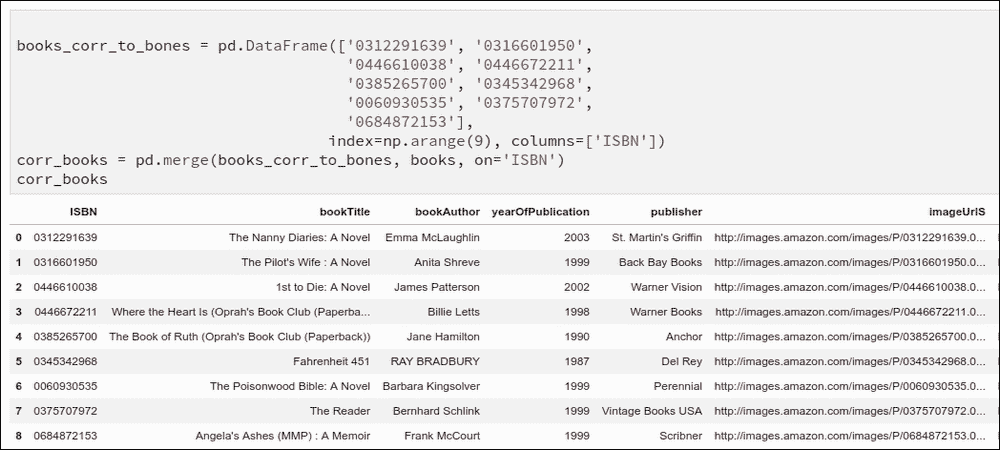 books_corr_to_bones = pd.DataFrame(['0312291639', '0316601950',
'0446610038', '0446672211',
'0385265700', '0345342968',
'0060930535', '0375707972',
'0684872153'],
index=np.arange(9), columns=['ISBN'])
corr_books = pd.merge(books_corr_to_bones, books, on='ISBN')
corr_books
ISBN bookTitle bookAuthor yearOfPublication publisher imageUrlS
0 0312291639 The Nanny Diaries: A Novel Emma McLaughlin 2003 St. Martin's Griffin http://images.amazon.com/images/P/0312291639.0...
1 0316601950 The Pilot's Wife : A Novel Anita Shreve 1999 Back Bay Books http://images.amazon.com/images/P/0316601950.0...
2 0446610038 1st to Die: A Novel James Patterson 2002 Warner Vision http://images.amazon.com/images/P/0446610038.0...
3 0446672211 Where the Heart Is (Oprah's Book Club (Paperba... Billie Letts 1998 Warner Books http://images.amazon.com/images/P/0446672211.0...
4 0385265700 The Book of Ruth (Oprah's Book Club (Paperback)) Jane Hamilton 1990 Anchor http://images.amazon.com/images/P/0385265700.0...
5 0345342968 Fahrenheit 451 RAY BRADBURY 1987 Del Rey http://images.amazon.com/images/P/0345342968.0...
6 0060930535 The Poisonwood Bible: A Novel Barbara Kingsolver 1999 Perennial http://images.amazon.com/images/P/0060930535.0...
7 0375707972 The Reader Bernhard Schlink 1999 Vintage Books USA http://images.amazon.com/images/P/0375707972.0...
8 0684872153 Angela's Ashes (MMP) : A Memoir Frank McCourt 1999 Scribner http://images.amazon.com/images/P/0684872153.0...